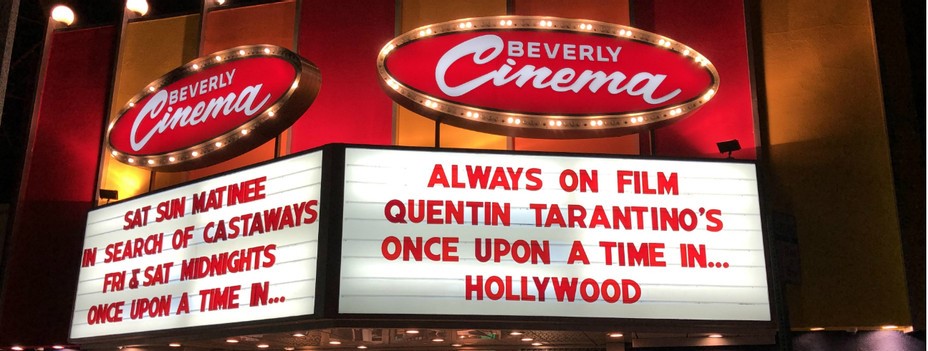 BEVERLY
Cinema
SAT SUN MATINEE
IN SEARCH OF CASTAWAYS
FRI & SAT MIDNIGHTS
ONCE UPON A TIME IN...
BEVERLY
Cinema
ALWAYS ON FILM
QUENTIN TARANTINO'S
ONCE UPON A TIME IN...
HOLLYWOOD